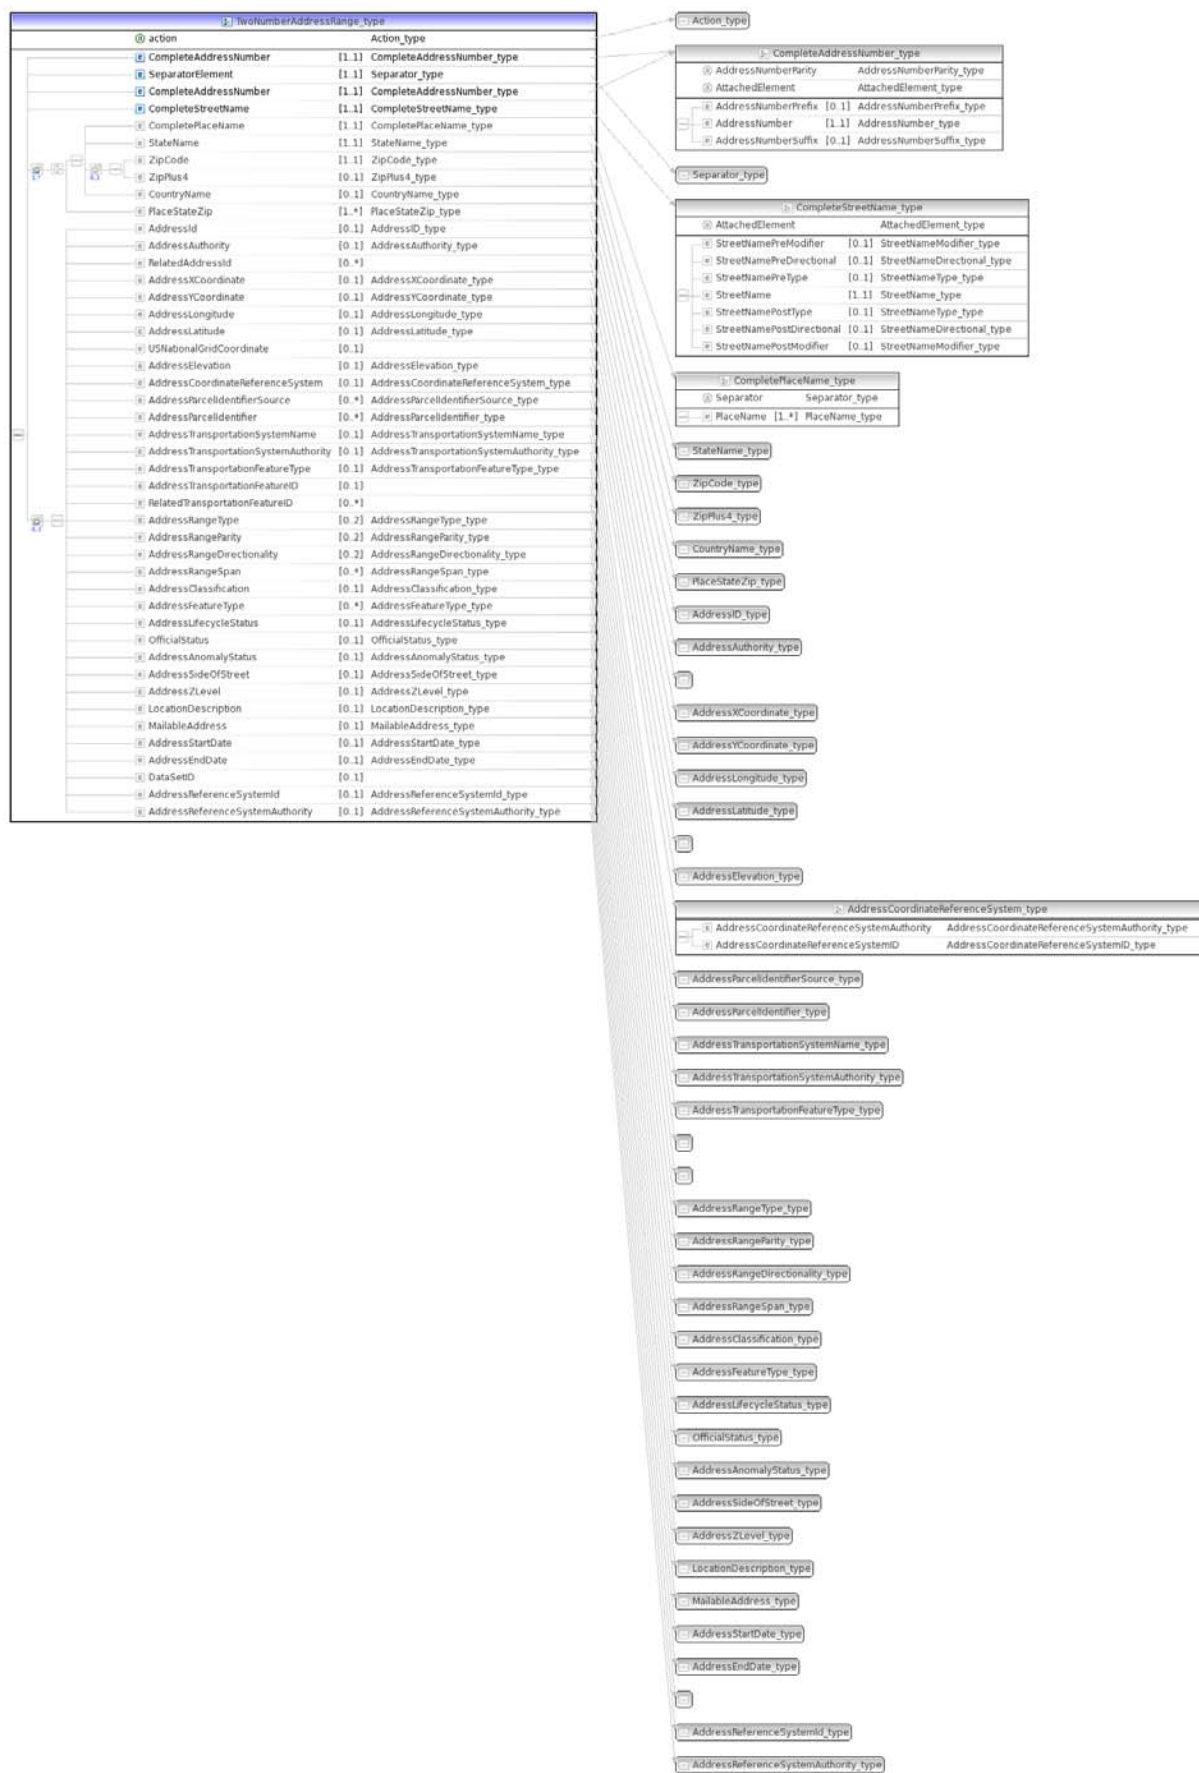 TwoNumberAddressRange_type
action Action_type
CompleteAddressNumber [1..1] CompleteAddressNumber_type
SeparatorElement [1..1] Separator_type
CompleteAddressNumber [1..1] CompleteAddressNumber_type
CompleteStreetName [1..1] CompleteStreetName_type
CompletePlaceName [1..1] CompletePlaceName_type
StateName [1..1] StateName_type
ZipCode [1..1] ZipCode_type
ZipPlus4 [0..1] ZipPlus4_type
CountryName [0..1] CountryName_type
PlaceStateZip [1..*] PlaceStateZip_type
AddressId [0..1] AddressID_type
AddressAuthority [0..1] AddressAuthority_type
RelatedAddressId [0..*]
AddressXCoordinate [0..1] AddressXCoordinate_type
AddressYCoordinate [0..1] AddressYCoordinate_type
AddressLongitude [0..1] AddressLongitude_type
AddressLatitude [0..1] AddressLatitude_type
USNationalGridCoordinate [0..1]
AddressElevation [0..1] AddressElevation_type
AddressCoordinateReferenceSystem [0..1] AddressCoordinateReferenceSystem_type
AddressParcelIdentifierSource [0..*] AddressParcelIdentifierSource_type
AddressParcelIdentifier [0..*] AddressParcelIdentifier_type
AddressTransportationSystemName [0..1] AddressTransportationSystemName_type
AddressTransportationSystemAuthority [0..1] AddressTransportationSystemAuthority_type
AddressTransportationFeatureType [0..1] AddressTransportationFeatureType_type
AddressTransportationFeatureID [0..1]
RelatedTransportationFeatureID [0..*]
AddressRangeType [0..2] AddressRangeType_type
AddressRangeParity [0..2] AddressRangeParity_type
AddressRangeDirectionality [0..2] AddressRangeDirectionality_type
AddressRangeSpan [0..*] AddressRangeSpan_type
AddressClassification [0..1] AddressClassification_type
AddressFeatureType [0..*] AddressFeatureType_type
AddressLifecycleStatus [0..1] AddressLifecycleStatus_type
OfficialStatus [0..1] OfficialStatus_type
AddressAnomalyStatus [0..1] AddressAnomalyStatus_type
AddressSideOfStreet [0..1] AddressSideOfStreet_type
AddressZLevel [0..1] AddressZLevel_type
LocationDescription [0..1] LocationDescription_type
MailableAddress [0..1] MailableAddress_type
AddressStartDate [0..1] AddressStartDate_type
AddressEndDate [0..1] AddressEndDate_type
DataSetID [0..1]
AddressReferenceSystemId [0..1] AddressReferenceSystemId_type
AddressReferenceSystemAuthority [0..1] AddressReferenceSystemAuthority_type
Action_type
CompleteAddressNumber_type
AddressNumberParity AddressNumberParity_type
AttachedElement AttachedElement_type
AddressNumberPrefix [0..1] AddressNumberPrefix_type
AddressNumber [1..1] AddressNumber_type
AddressNumberSuffix [0..1] AddressNumberSuffix_type
Separator_type
CompleteStreetName_type
AttachedElement AttachedElement_type
StreetNamePreModifier [0..1] StreetNameModifier_type
StreetNamePreDirectional [0..1] StreetNameDirectional_type
StreetNamePreType [0..1] StreetNameType_type
StreetName [1..1] StreetName_type
StreetNamePostType [0..1] StreetNameType_type
StreetNamePostDirectional [0..1] StreetNameDirectional_type
StreetNamePostModifier [0..1] StreetNameModifier_type
CompletePlaceName_type
Separator Separator_type
PlaceName [1..*] PlaceName_type
StateName_type
ZipCode_type
ZipPlus4_type
CountryName_type
PlaceStateZip_type
AddressID_type
AddressAuthority_type
AddressXCoordinate_type
AddressYCoordinate_type
AddressLongitude_type
AddressLatitude_type
AddressElevation_type
AddressCoordinateReferenceSystem_type
AddressCoordinateReferenceSystemAuthority AddressCoordinateReferenceSystemAuthority_type
AddressCoordinateReferenceSystemID AddressCoordinateReferenceSystemID_type
AddressParcelIdentifierSource_type
AddressParcelIdentifier_type
AddressTransportationSystemName_type
AddressTransportationSystemAuthority_type
AddressTransportationFeatureType_type
AddressRangeType_type
AddressRangeParity_type
AddressRangeDirectionality_type
AddressRangeSpan_type
AddressClassification_type
AddressFeatureType_type
AddressLifecycleStatus_type
OfficialStatus_type
AddressAnomalyStatus_type
AddressSideOfStreet_type
AddressZLevel_type
LocationDescription_type
MailableAddress_type
AddressStartDate_type
AddressEndDate_type
AddressReferenceSystemId_type
AddressReferenceSystemAuthority_type